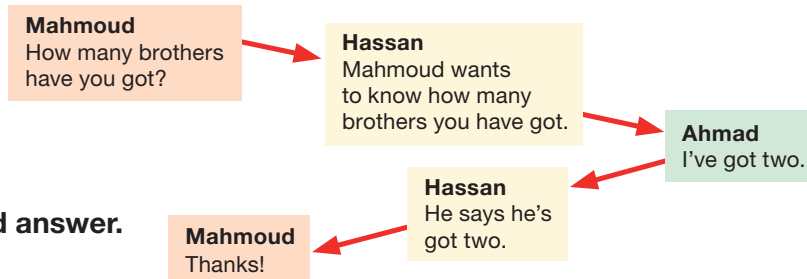 Mahmoud
How many brothers
have you got?
Hassan
Mahmoud wants
to know how many
brothers you have got.
Ahmad
I've got two.
Hassan
He says he's
got two.
d answer.
Mahmoud
Thanks!